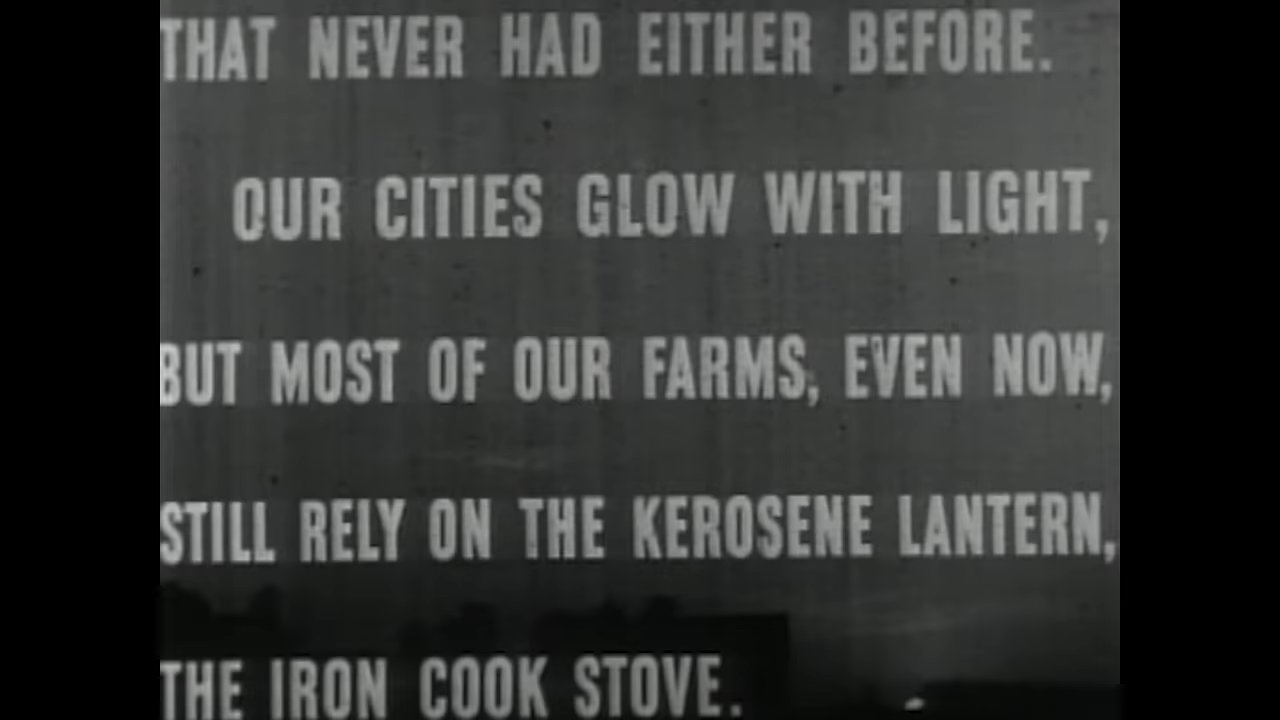 THAT NEVER HAD EITHER BEFORE.
OUR CITIES GLOW WITH LIGHT,
BUT MOST OF OUR FARMS, EVEN NOW,
STILL RELY ON THE KEROSENE LANTERN,
THE IRON COOK STOVE.